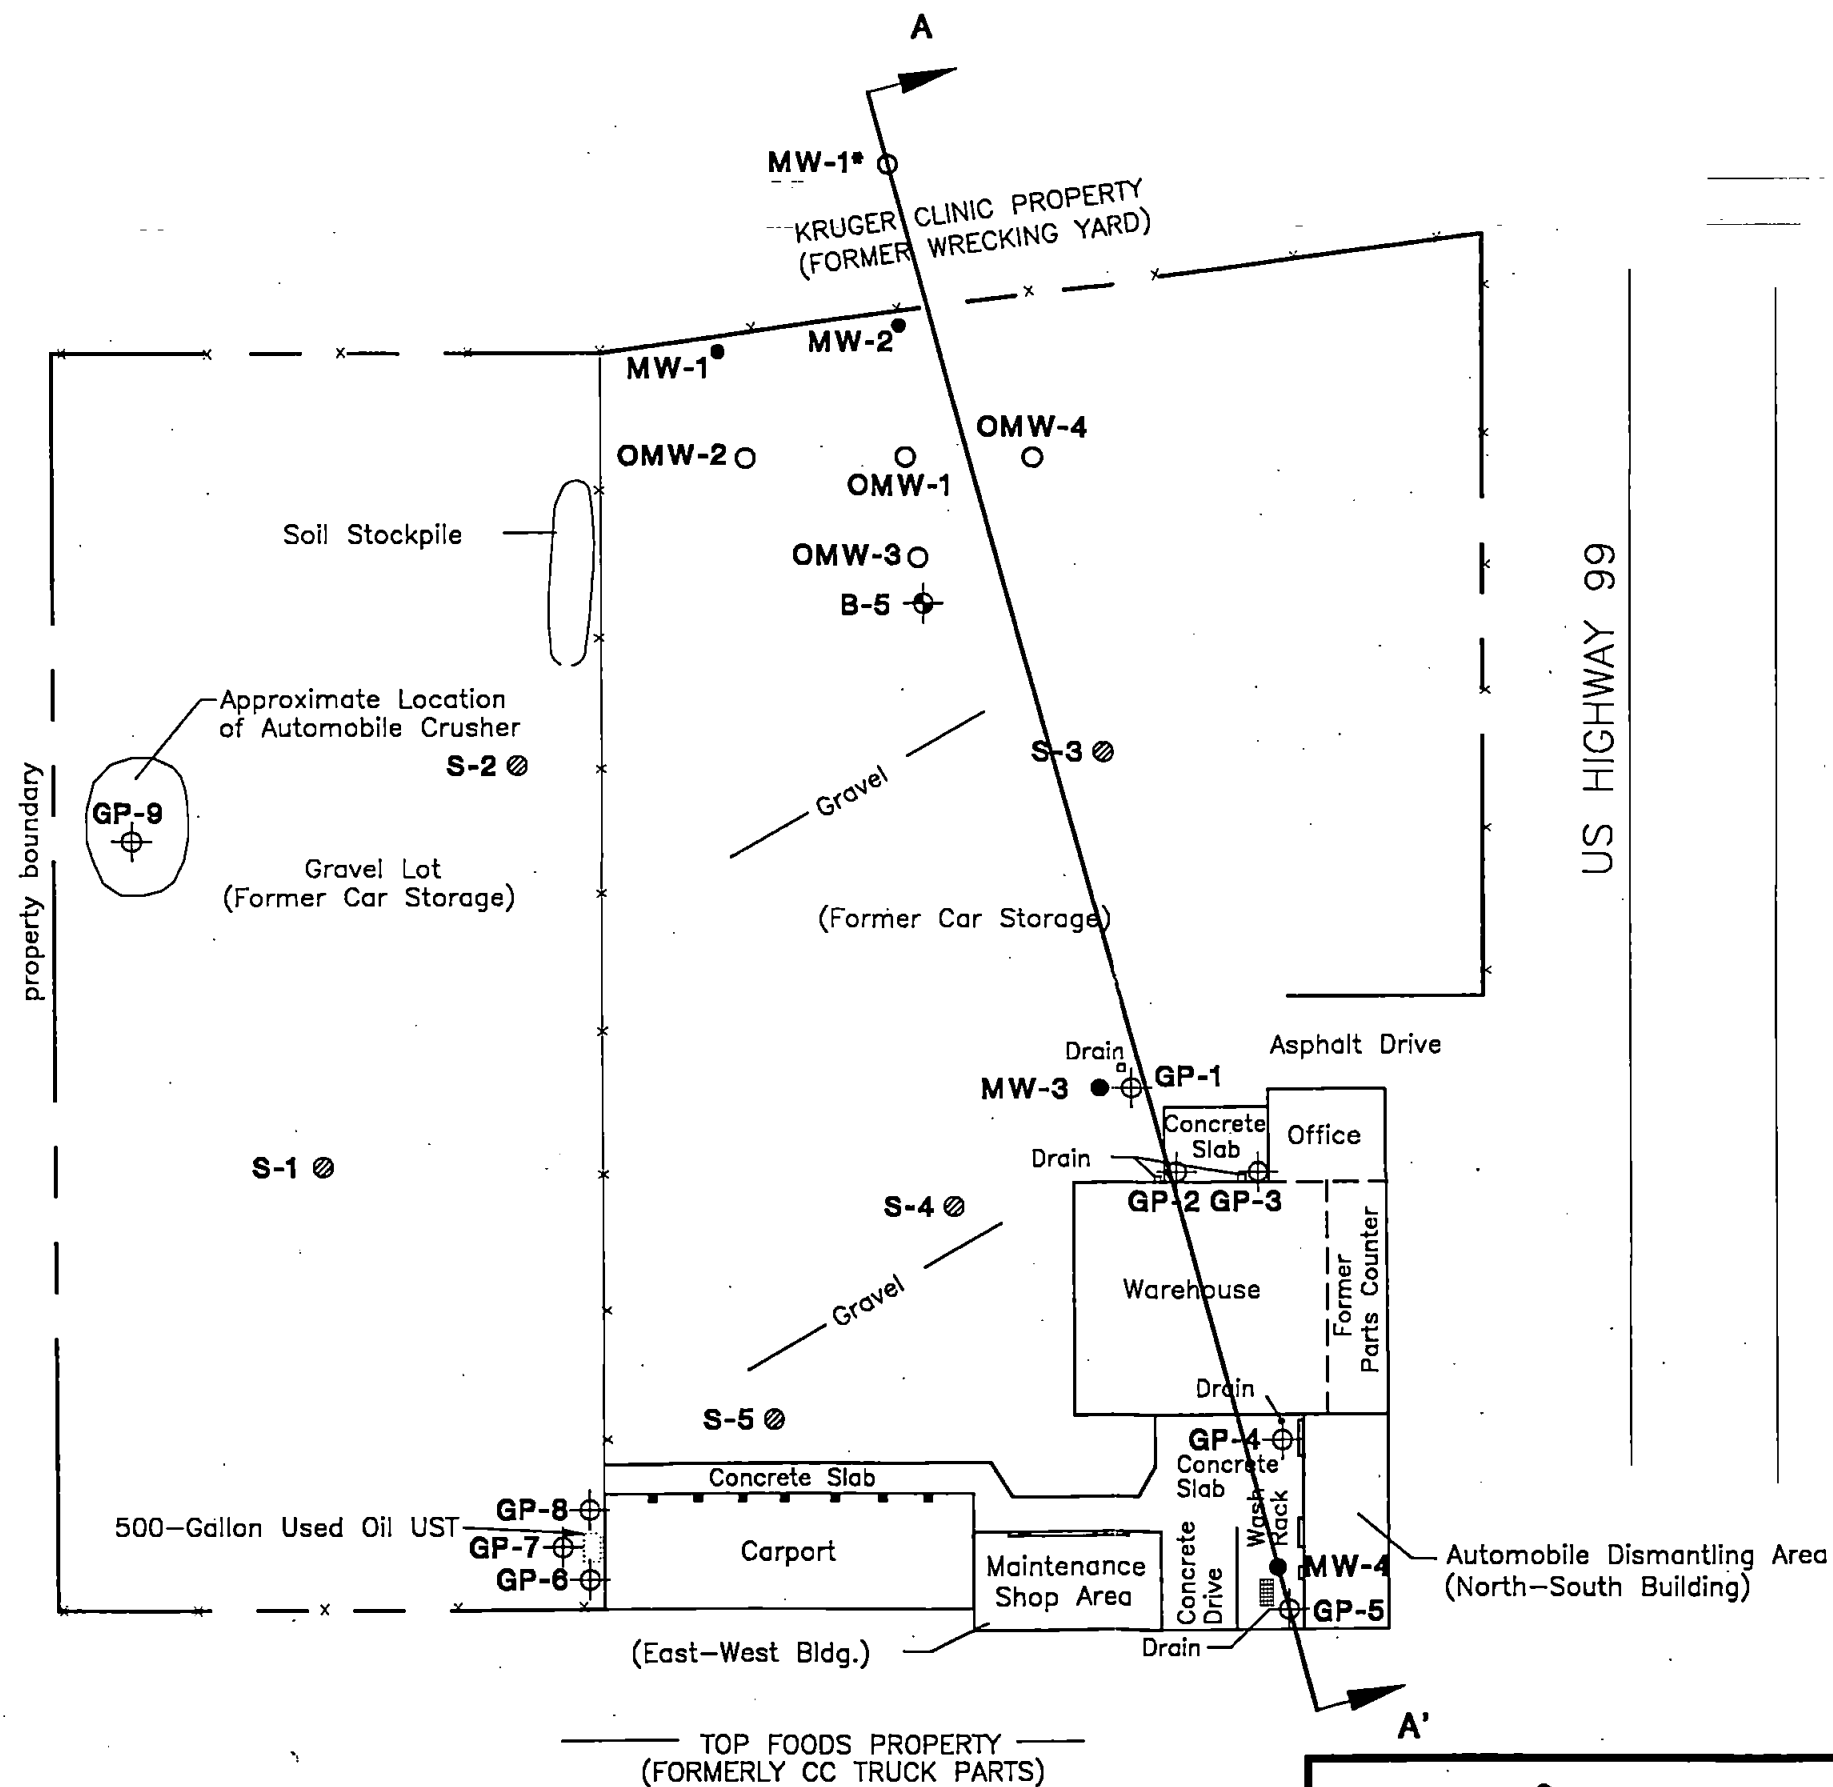 A
MW-1*
KRUGER CLINIC PROPERTY
(FORMER WRECKING YARD)
MW-2
MW-1
OMW-4
OMW-2
OMW-1
Soil Stockpile
OMW-3
B-5
US HIGHWAY 99
Approximate Location
of Automobile Crusher
S-2
S-3
Gravel
property boundary
GP-9
Gravel Lot
(Former Car Storage)
(Former Car Storage)
Asphalt Drive
Drain
MW-3
GP-1
Concrete
Slab
Office
Drain
S-1
GP-2
GP-3
S-4
Warehouse
Former
Parts Counter
Gravel
Drain
S-5
GP-4
Concrete
Slab
Concrete Slab
Wash
Rack
GP-8
500-Gallon Used Oil UST
GP-7
GP-6
Carport
Maintenance
Shop Area
Concrete
Drive
MW-4
Automobile Dismantling Area
(North-South Building)
GP-5
(East-West Bldg.)
Drain
A'
TOP FOODS PROPERTY
(FORMERLY CC TRUCK PARTS)